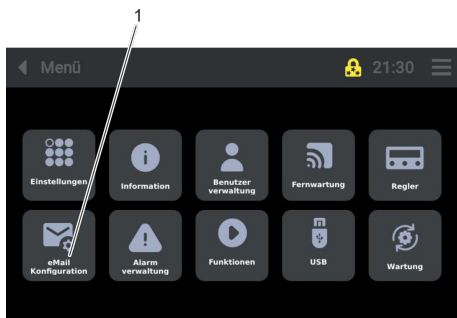 1
Menü
21:30
Einstellungen
Information
Benutzer
verwaltung
Fernwartung
Regler
eMail
Konfiguration
Alarm
verwaltung
Funktionen
USB
Wartung